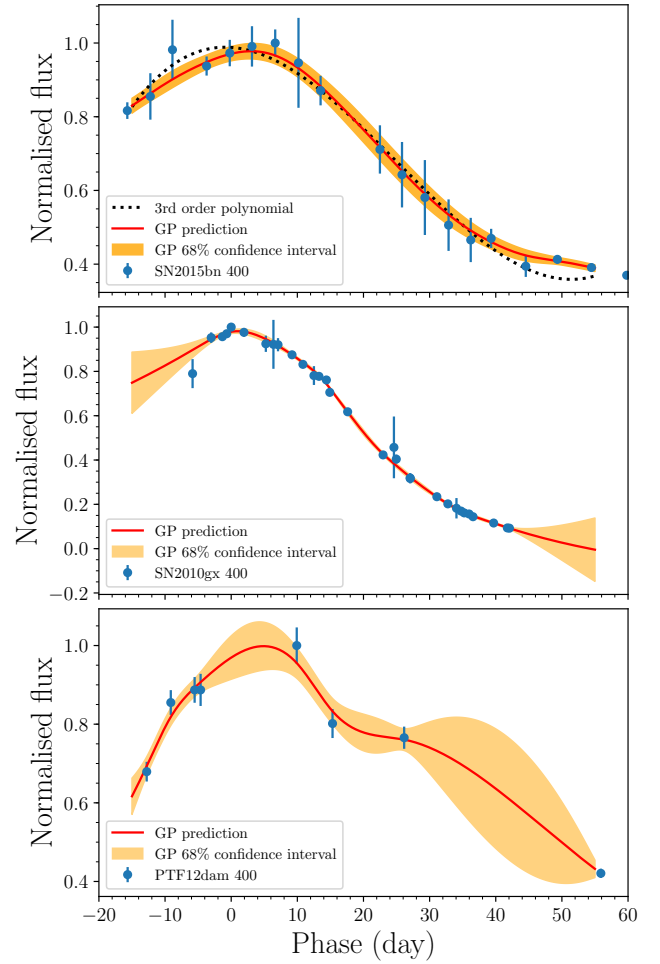 1.0
0.8
0.6
0.4
Normalised flux
3rd order polynomial
GP prediction
GP 68% confidence interval
SN2015bn 400
1.0
0.8
0.6
0.4
0.2
0.0
−0.2
Normalised flux
GP prediction
GP 68% confidence interval
SN2010gx 400
1.0
0.8
0.6
0.4
Normalised flux
GP prediction
GP 68% confidence interval
PTF12dam 400
−20 −10 0 10 20 30 40 50 60
Phase (day)